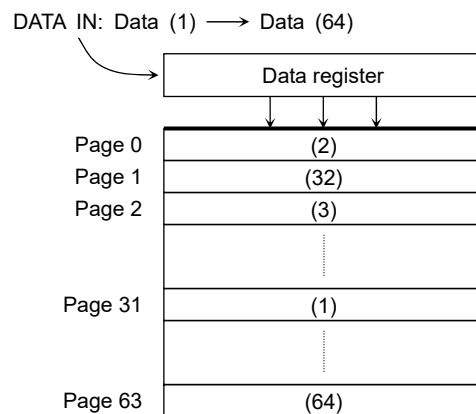 DATA IN: Data (1) → Data (64)
Data register
Page 0 (2)
Page 1 (32)
Page 2 (3)
Page 31 (1)
Page 63 (64)